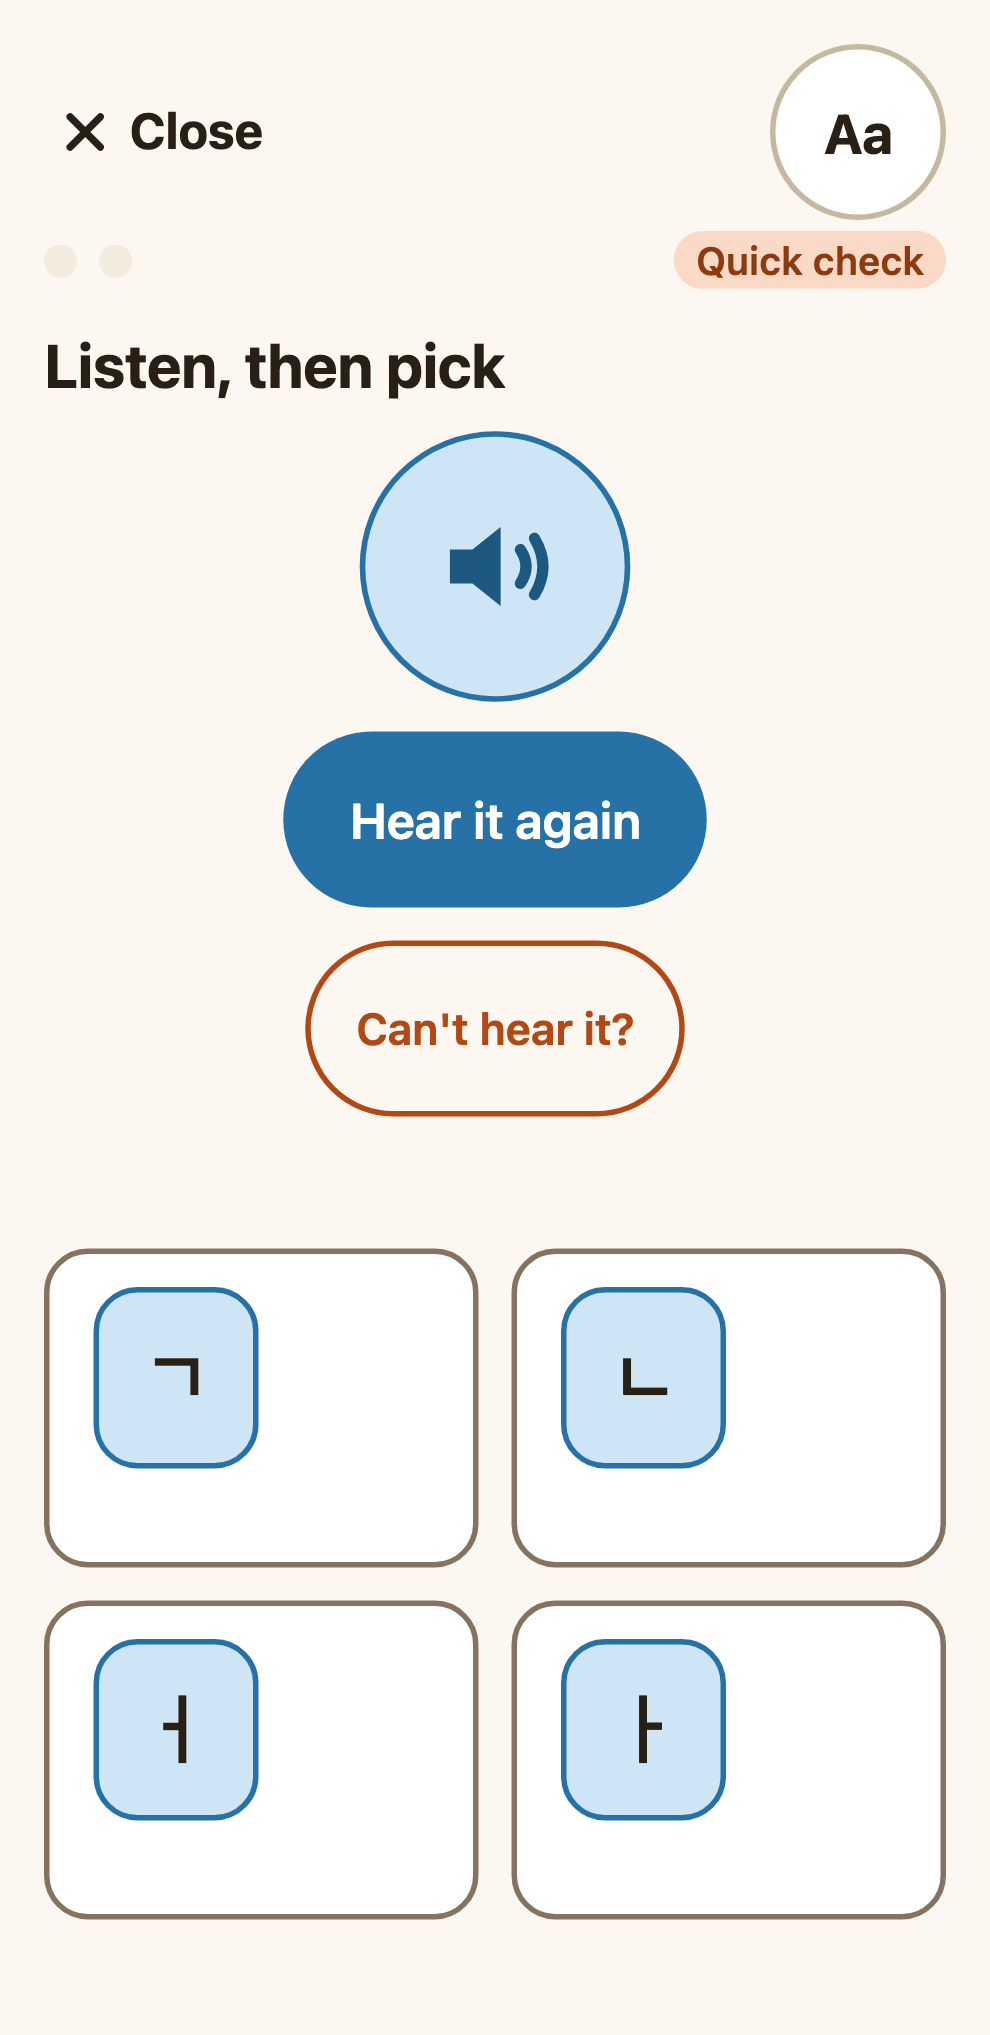 Close
Aa
Quick check
Listen, then pick
Hear it again
Can't hear it?
ㄱ
ㄴ
ㅓ
ㅏ